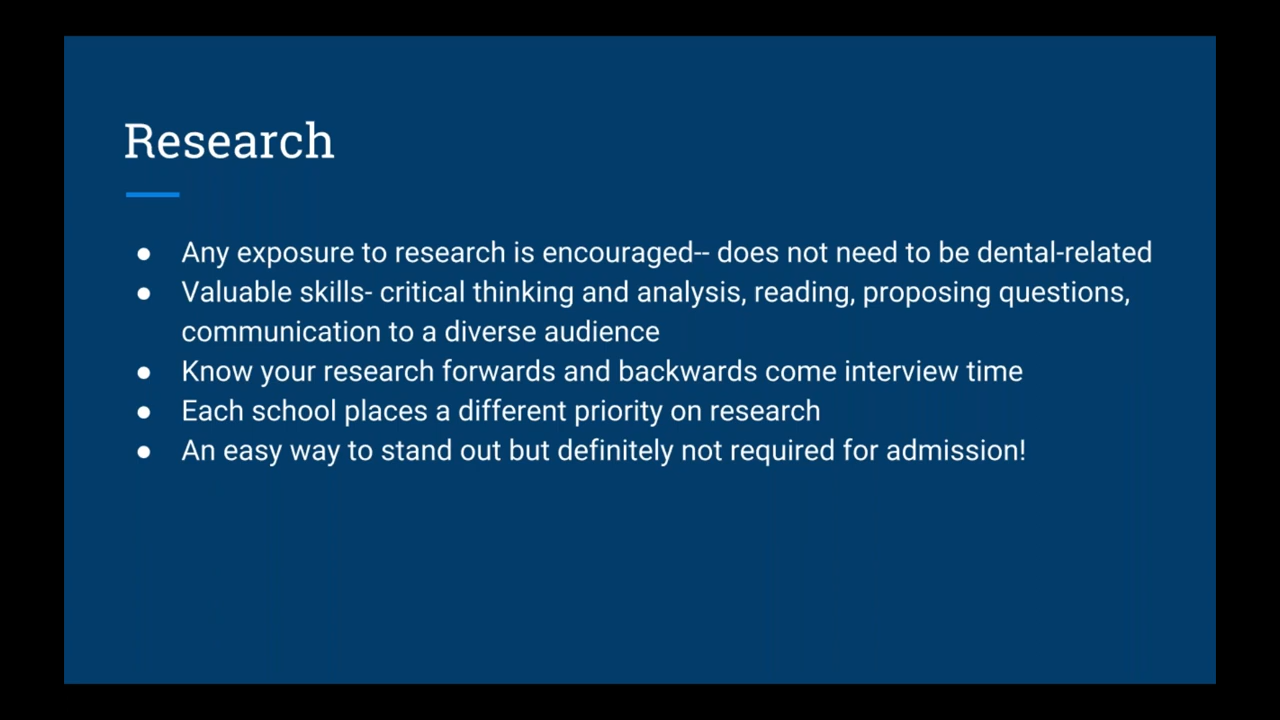 Research
● Any exposure to research is encouraged-- does not need to be dental-related
● Valuable skills- critical thinking and analysis, reading, proposing questions,
communication to a diverse audience
● Know your research forwards and backwards come interview time
● Each school places a different priority on research
● An easy way to stand out but definitely not required for admission!